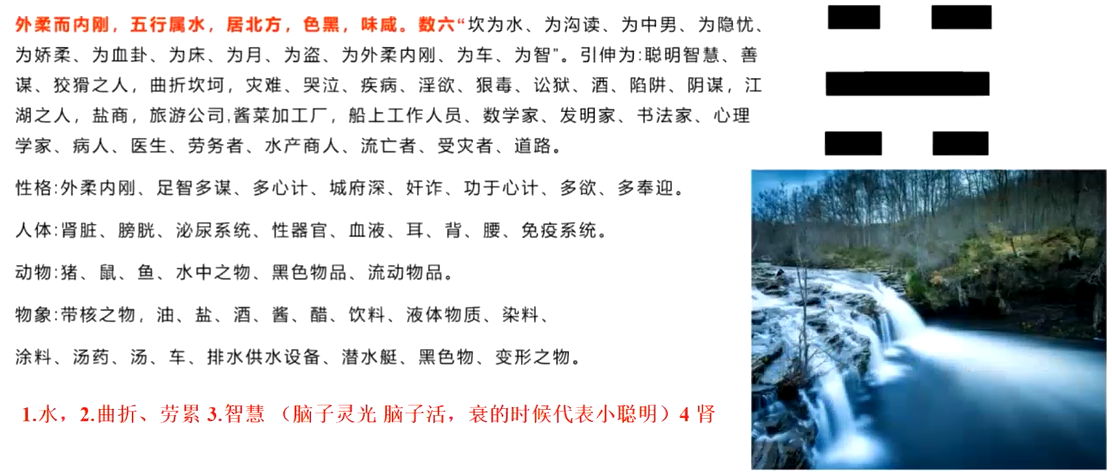 外柔而内刚，五行属水，居北方，色黑，味咸。数六“坎为水、为沟读、为中男、为隐忧、
为娇柔、为血卦、为床、为月、为盗、为外柔内刚、为车、为智”。引伸为:聪明智慧、善
谋、狡猾之人，曲折坎坷，灾难、哭泣、疾病、淫欲、狠毒、讼狱、酒、陷阱、阴谋，江
湖之人，盐商，旅游公司,酱菜加工厂，船上工作人员、数学家、发明家、书法家、心理
学家、病人、医生、劳务者、水产商人、流亡者、受灾者、道路。
性格:外柔内刚、足智多谋、多心计、城府深、奸诈、功于心计、多欲、多奉迎。
人体:肾脏、膀胱、泌尿系统、性器官、血液、耳、背、腰、免疫系统。
动物:猪、鼠、鱼、水中之物、黑色物品、流动物品。
物象:带核之物，油、盐、酒、酱、醋、饮料、液体物质、染料、
涂料、汤药、汤、车、排水供水设备、潜水艇、黑色物、变形之物。
1.水，2.曲折、劳累 3.智慧 （脑子灵光 脑子活，衰的时候代表小聪明）4 肾